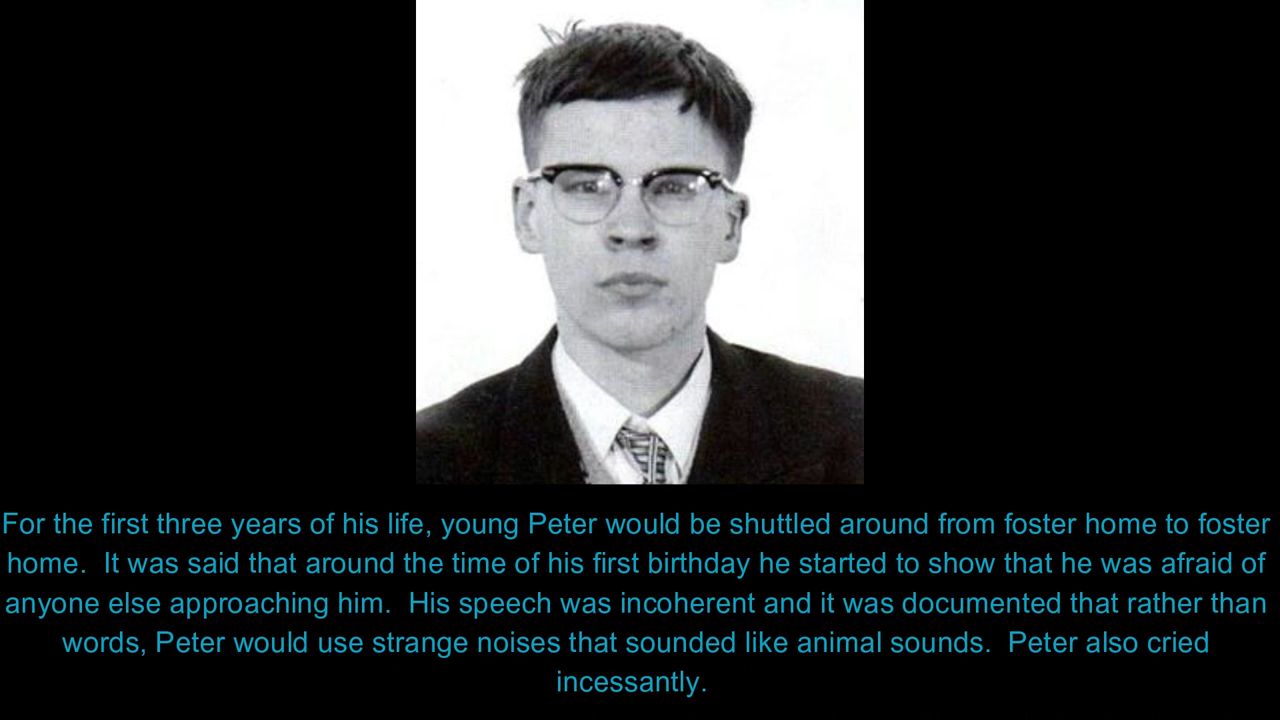 For the first three years of his life, young Peter would be shuttled around from foster home to foster
home.  It was said that around the time of his first birthday he started to show that he was afraid of
anyone else approaching him.  His speech was incoherent and it was documented that rather than
words, Peter would use strange noises that sounded like animal sounds.  Peter also cried
incessantly.